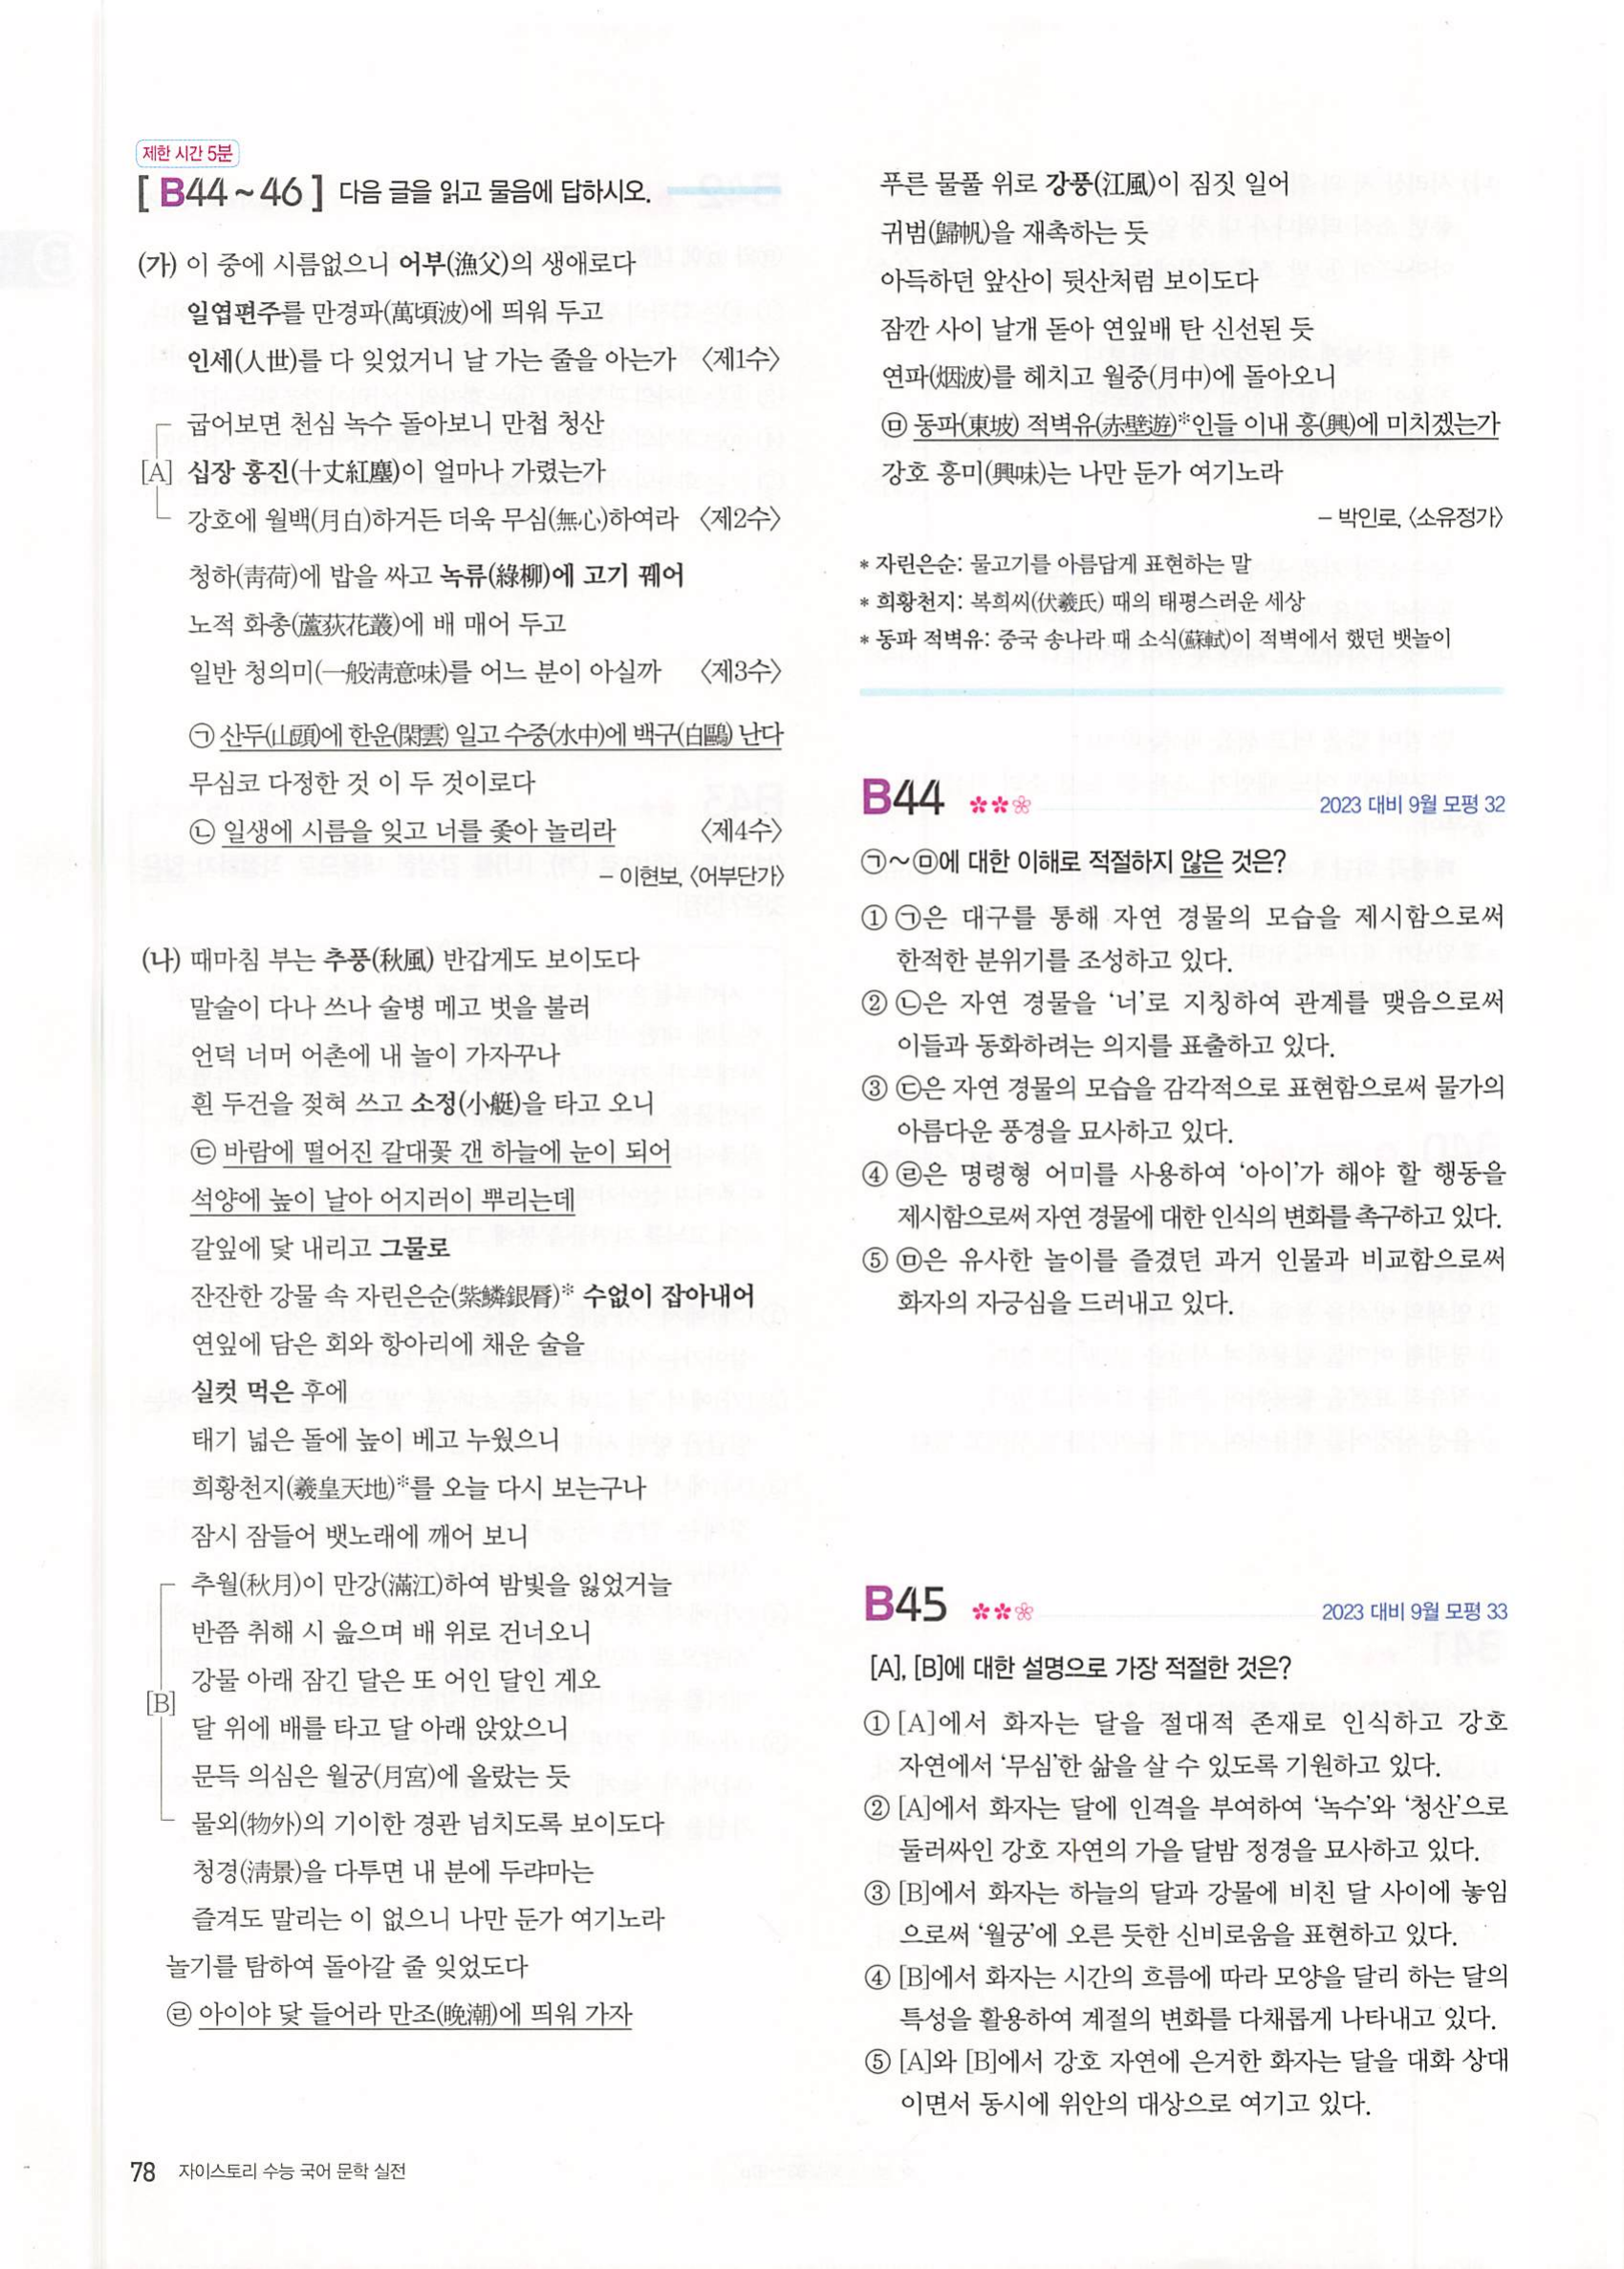 제한 시간 5분
[ B44 ~ 46 ] 다음 글을 읽고 물음에 답하시오.
(가) 이 중에 시름없으니 어부(漁父)의 생애로다
일엽편주를 만경파(萬頃波)에 띄워 두고
인세(人世)를 다 잊었거니 날 가는 줄을 아는가 〈제1수〉
굽어보면 천심 녹수 돌아보니 만첩 청산
[A] 십장 홍진(十丈紅塵)이 얼마나 가렸는가
강호에 월백(月白)하거든 더욱 무심(無心)하여라 〈제2수〉
청하(靑荷)에 밥을 싸고 녹류(綠柳)에 고기 꿰어
노적 화총(蘆荻花叢)에 배 매어 두고
일반 청의미(一般淸意味)를 어느 분이 아실까 〈제3수〉
㉠ 산두(山頭)에 한운(閑雲) 일고 수중(水中)에 백구(白鷗) 난다
무심코 다정한 것 이 두 것이로다
㉡ 일생에 시름을 잊고 너를 좇아 놀리라 〈제4수〉
- 이현보, 〈어부단가〉
(나) 때마침 부는 추풍(秋風) 반갑게도 보이도다
말술이 다나 쓰나 술병 메고 벗을 불러
언덕 너머 어촌에 내 놀이 가자꾸나
흰 두건을 젖혀 쓰고 소정(小艇)을 타고 오니
㉢ 바람에 떨어진 갈대꽃 갠 하늘에 눈이 되어
석양에 높이 날아 어지러이 뿌리는데
갈잎에 닻 내리고 그물로
잔잔한 강물 속 자린은순(紫鱗銀脣)* 수없이 잡아내어
연잎에 담은 회와 항아리에 채운 술을
실컷 먹은 후에
태기 넓은 돌에 높이 베고 누웠으니
희황천지(羲皇天地)*를 오늘 다시 보는구나
잠시 잠들어 뱃노래에 깨어 보니
추월(秋月)이 만강(滿江)하여 밤빛을 잃었거늘
반쯤 취해 시 읊으며 배 위로 건너오니
강물 아래 잠긴 달은 또 어인 달인 게오
[B]
달 위에 배를 타고 달 아래 앉았으니
문득 의심은 월궁(月宮)에 올랐는 듯
물외(物外)의 기이한 경관 넘치도록 보이도다
청경(淸景)을 다투면 내 분에 두랴마는
즐겨도 말리는 이 없으니 나만 둔가 여기노라
놀기를 탐하여 돌아갈 줄 잊었도다
㉣ 아이야 닻 들어라 만조(晩潮)에 띄워 가자
78 자이스토리 수능 국어 문학 실전
푸른 물풀 위로 강풍(江風)이 짐짓 일어
귀범(歸帆)을 재촉하는 듯
아득하던 앞산이 뒷산처럼 보이도다
잠깐 사이 날개 돋아 연잎배 탄 신선된 듯
연파(烟波)를 헤치고 월중(月中)에 돌아오니
㉤ 동파(東坡) 적벽유(赤壁遊)*인들 이내 흥(興)에 미치겠는가
강호 흥미(興味)는 나만 둔가 여기노라
- 박인로, 〈소유정가〉
* 자린은순: 물고기를 아름답게 표현하는 말
* 희황천지: 복희씨(伏羲氏) 때의 태평스러운 세상
* 동파 적벽유: 중국 송나라 때 소식(蘇軾)이 적벽에서 했던 뱃놀이
B44 2023 대비 9월 모평 32
㉠~㉤에 대한 이해로 적절하지 않은 것은?
① ㉠은 대구를 통해 자연 경물의 모습을 제시함으로써
한적한 분위기를 조성하고 있다.
② ㉡은 자연 경물을 ‘너’로 지칭하여 관계를 맺음으로써
이들과 동화하려는 의지를 표출하고 있다.
③ ㉢은 자연 경물의 모습을 감각적으로 표현함으로써 물가의
아름다운 풍경을 묘사하고 있다.
④ ㉣은 명령형 어미를 사용하여 ‘아이’가 해야 할 행동을
제시함으로써 자연 경물에 대한 인식의 변화를 촉구하고 있다.
⑤ ㉤은 유사한 놀이를 즐겼던 과거 인물과 비교함으로써
화자의 자긍심을 드러내고 있다.
B45 2023 대비 9월 모평 33
[A], [B]에 대한 설명으로 가장 적절한 것은?
① [A]에서 화자는 달을 절대적 존재로 인식하고 강호
자연에서 ‘무심’한 삶을 살 수 있도록 기원하고 있다.
② [A]에서 화자는 달에 인격을 부여하여 ‘녹수’와 ‘청산’으로
둘러싸인 강호 자연의 가을 달밤 정경을 묘사하고 있다.
③ [B]에서 화자는 하늘의 달과 강물에 비친 달 사이에 놓임
으로써 ‘월궁’에 오른 듯한 신비로움을 표현하고 있다.
④ [B]에서 화자는 시간의 흐름에 따라 모양을 달리 하는 달의
특성을 활용하여 계절의 변화를 다채롭게 나타내고 있다.
⑤ [A]와 [B]에서 강호 자연에 은거한 화자는 달을 대화 상대
이면서 동시에 위안의 대상으로 여기고 있다.